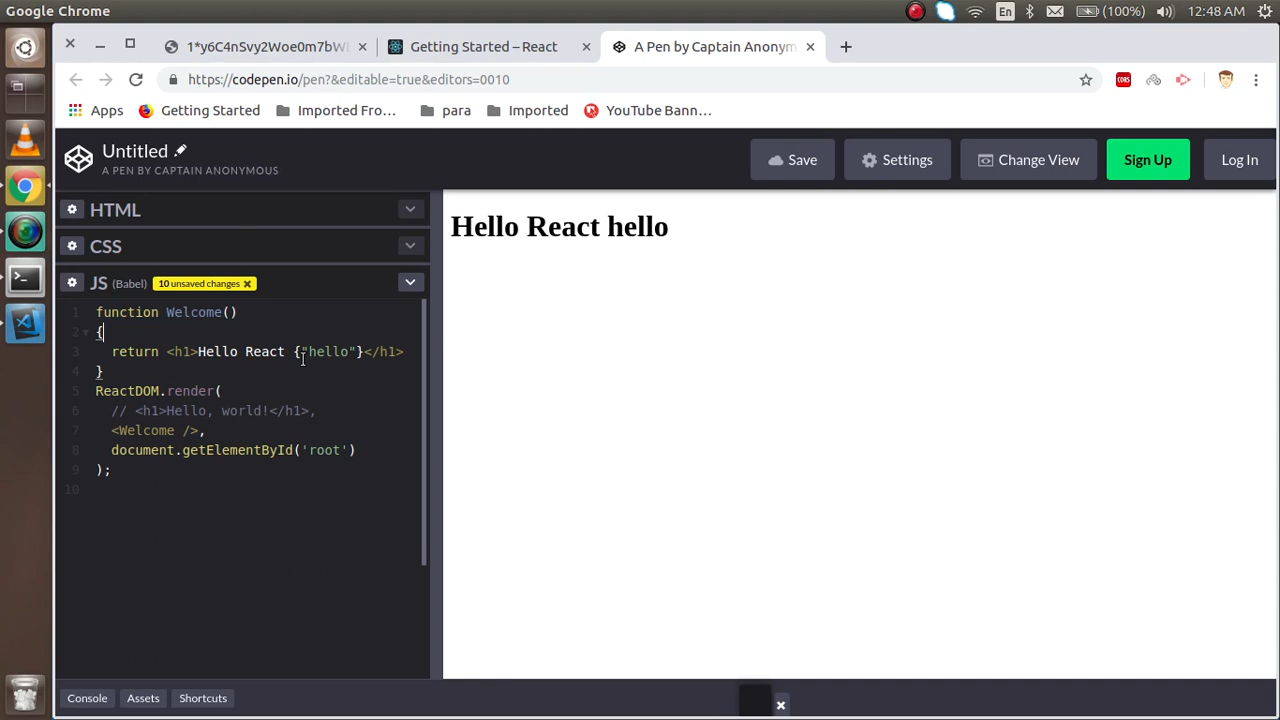 Google Chrome
En
(100%)
12:48 AM
1*y6C4nSvy2Woe0m7bWE
Getting Started – React
A Pen by Captain Anonym
https://codepen.io/pen?&editable=true&editors=0010
CORS
Apps
Getting Started
Imported Fro...
para
Imported
YouTube Bann...
Untitled
A PEN BY CAPTAIN ANONYMOUS
Save
Settings
Change View
Sign Up
Log In
HTML
CSS
JS (Babel) 10 unsaved changes ×
1 function Welcome()
2 {
3 return <h1>Hello React {"hello"}</h1>
4 }
5 ReactDOM.render(
6 // <h1>Hello, world!</h1>,
7 <Welcome />,
8 document.getElementById('root')
9 );
10
Hello React hello
Console
Assets
Shortcuts